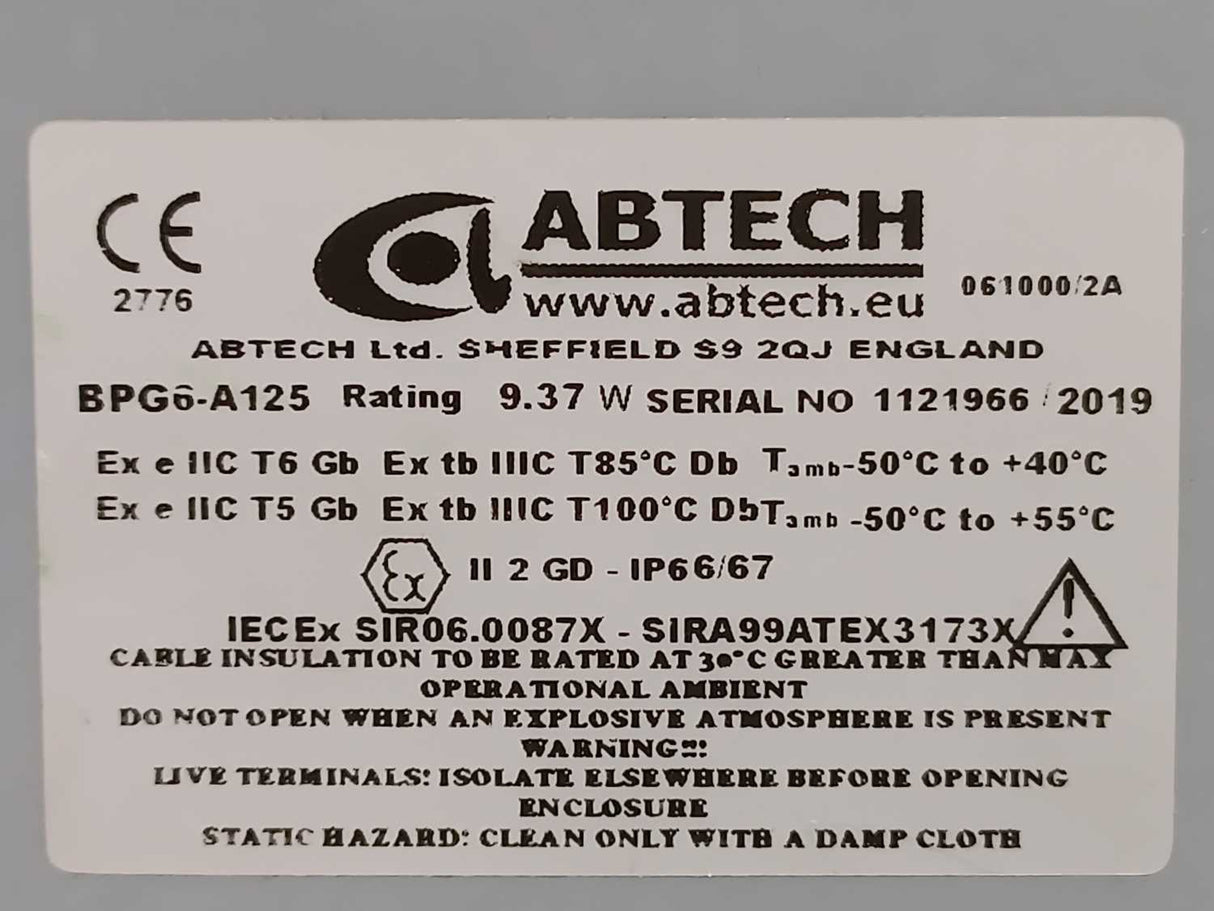 CE
2776
ABTECH
www.abtech.eu
061000/2A
ABTECH Ltd. SHEFFIELD S9 2QJ ENGLAND
BPG6-A125 Rating 9.37 W SERIAL NO 1121966 / 2019
Ex e IIC T6 Gb Ex tb IIIC T85°C Db Tamb -50°C to +40°C
Ex e IIC T5 Gb Ex tb IIIC T100°C Db Tamb -50°C to +55°C
Ex II 2 GD - IP66/67
IECEx SIR06.0087X - SIRA99ATEX3173X
CABLE INSULATION TO BE RATED AT 30°C GREATER THAN MAX
OPERATIONAL AMBIENT
DO NOT OPEN WHEN AN EXPLOSIVE ATMOSPHERE IS PRESENT
WARNING!!!
LIVE TERMINALS: ISOLATE ELSEWHERE BEFORE OPENING
ENCLOSURE
STATIC HAZARD: CLEAN ONLY WITH A DAMP CLOTH